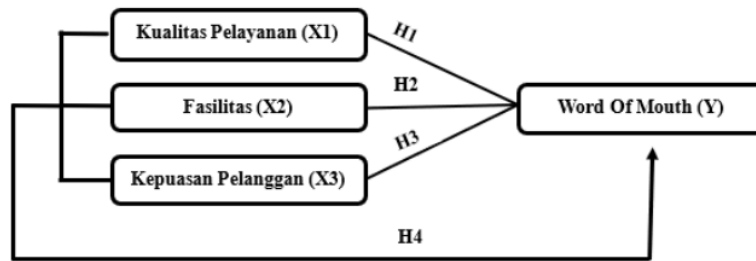 Kualitas Pelayanan (X1)
H1
H2
Fasilitas (X2)
Word Of Mouth (Y)
H3
Kepuasan Pelanggan (X3)
H4